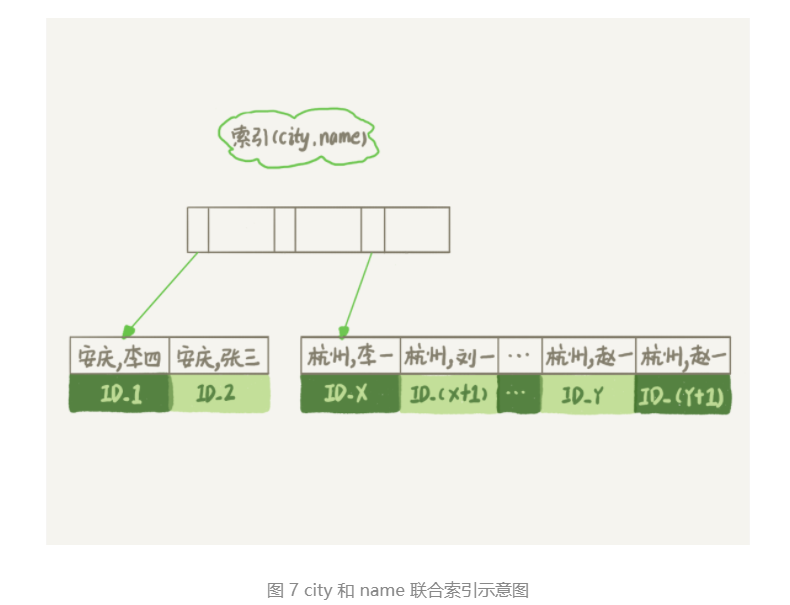 索引(city,name)
安庆,李四 安庆,张三 杭州,李一 杭州,刘一 ... 杭州,赵一 杭州,赵一
ID_1 ID_2 ID_X ID_(X+1) ... ID_Y ID_(Y+1)
图 7 city 和 name 联合索引示意图